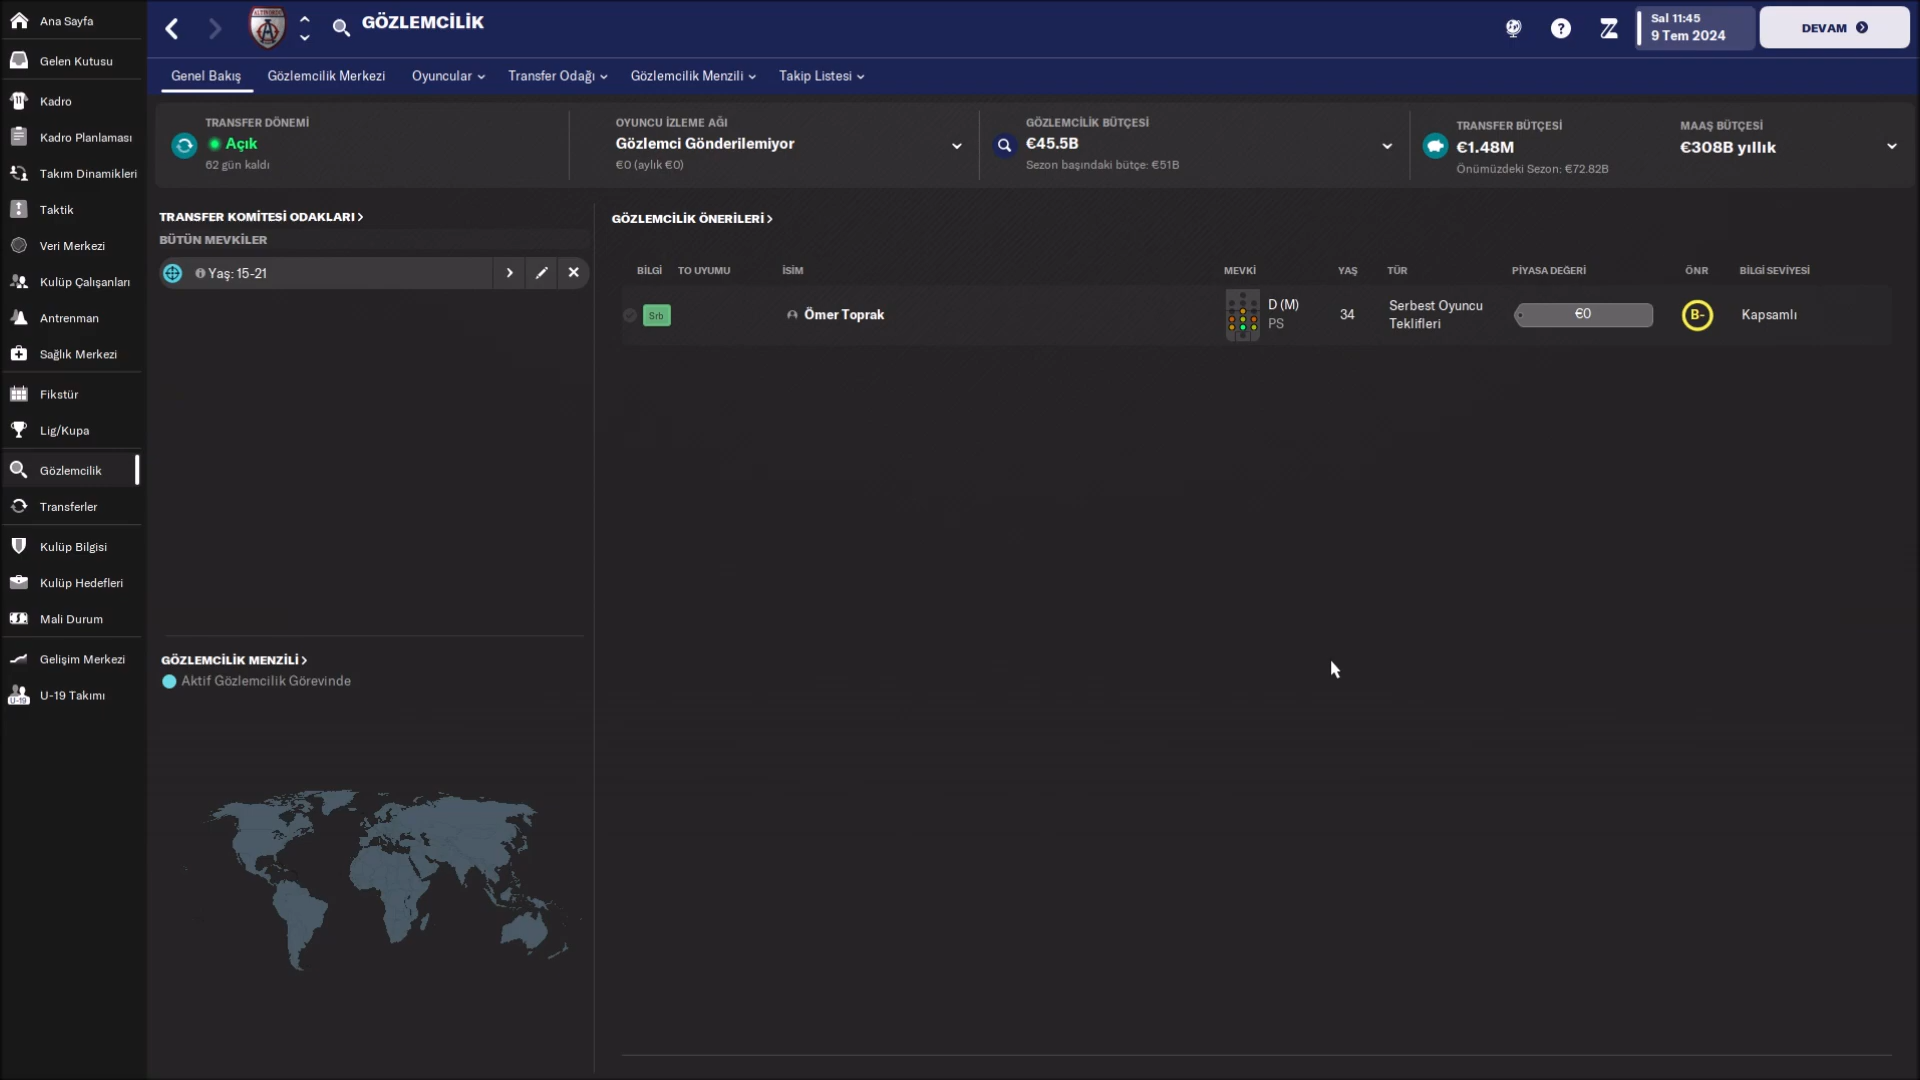 Ana Sayfa
Gelen Kutusu
Kadro
Kadro Planlaması
Takım Dinamikleri
Taktik
Veri Merkezi
Kulüp Çalışanları
Antrenman
Sağlık Merkezi
Fikstür
Lig/Kupa
Gözlemcilik
Transferler
Kulüp Bilgisi
Kulüp Hedefleri
Mali Durum
Gelişim Merkezi
U-19 Takımı
GÖZLEMCİLİK
Sal 11:45
9 Tem 2024
DEVAM
Genel Bakış Gözlemcilik Merkezi Oyuncular Transfer Odağı Gözlemcilik Menzili Takip Listesi
TRANSFER DÖNEMİ
Açık
62 gün kaldı
OYUNCU İZLEME AĞI
Gözlemci Gönderilemiyor
€0 (aylık €0)
GÖZLEMCİLİK BÜTÇESİ
€45.5B
Sezon başındaki bütçe: €51B
TRANSFER BÜTÇESİ
€1.48M
Önümüzdeki Sezon: €72.82B
MAAŞ BÜTÇESİ
€308B yıllık
TRANSFER KOMİTESİ ODAKLARI
BÜTÜN MEVKİLER
Yaş: 15-21
GÖZLEMCİLİK ÖNERİLERİ
BİLGİ TO UYUMU İSİM MEVKİ YAŞ TÜR PİYASA DEĞERİ ÖNR BİLGİ SEVİYESİ
Srb Ömer Toprak D (M) 34 Serbest Oyuncu €0 B- Kapsamlı
PS Teklifleri
GÖZLEMCİLİK MENZİLİ
Aktif Gözlemcilik Görevinde